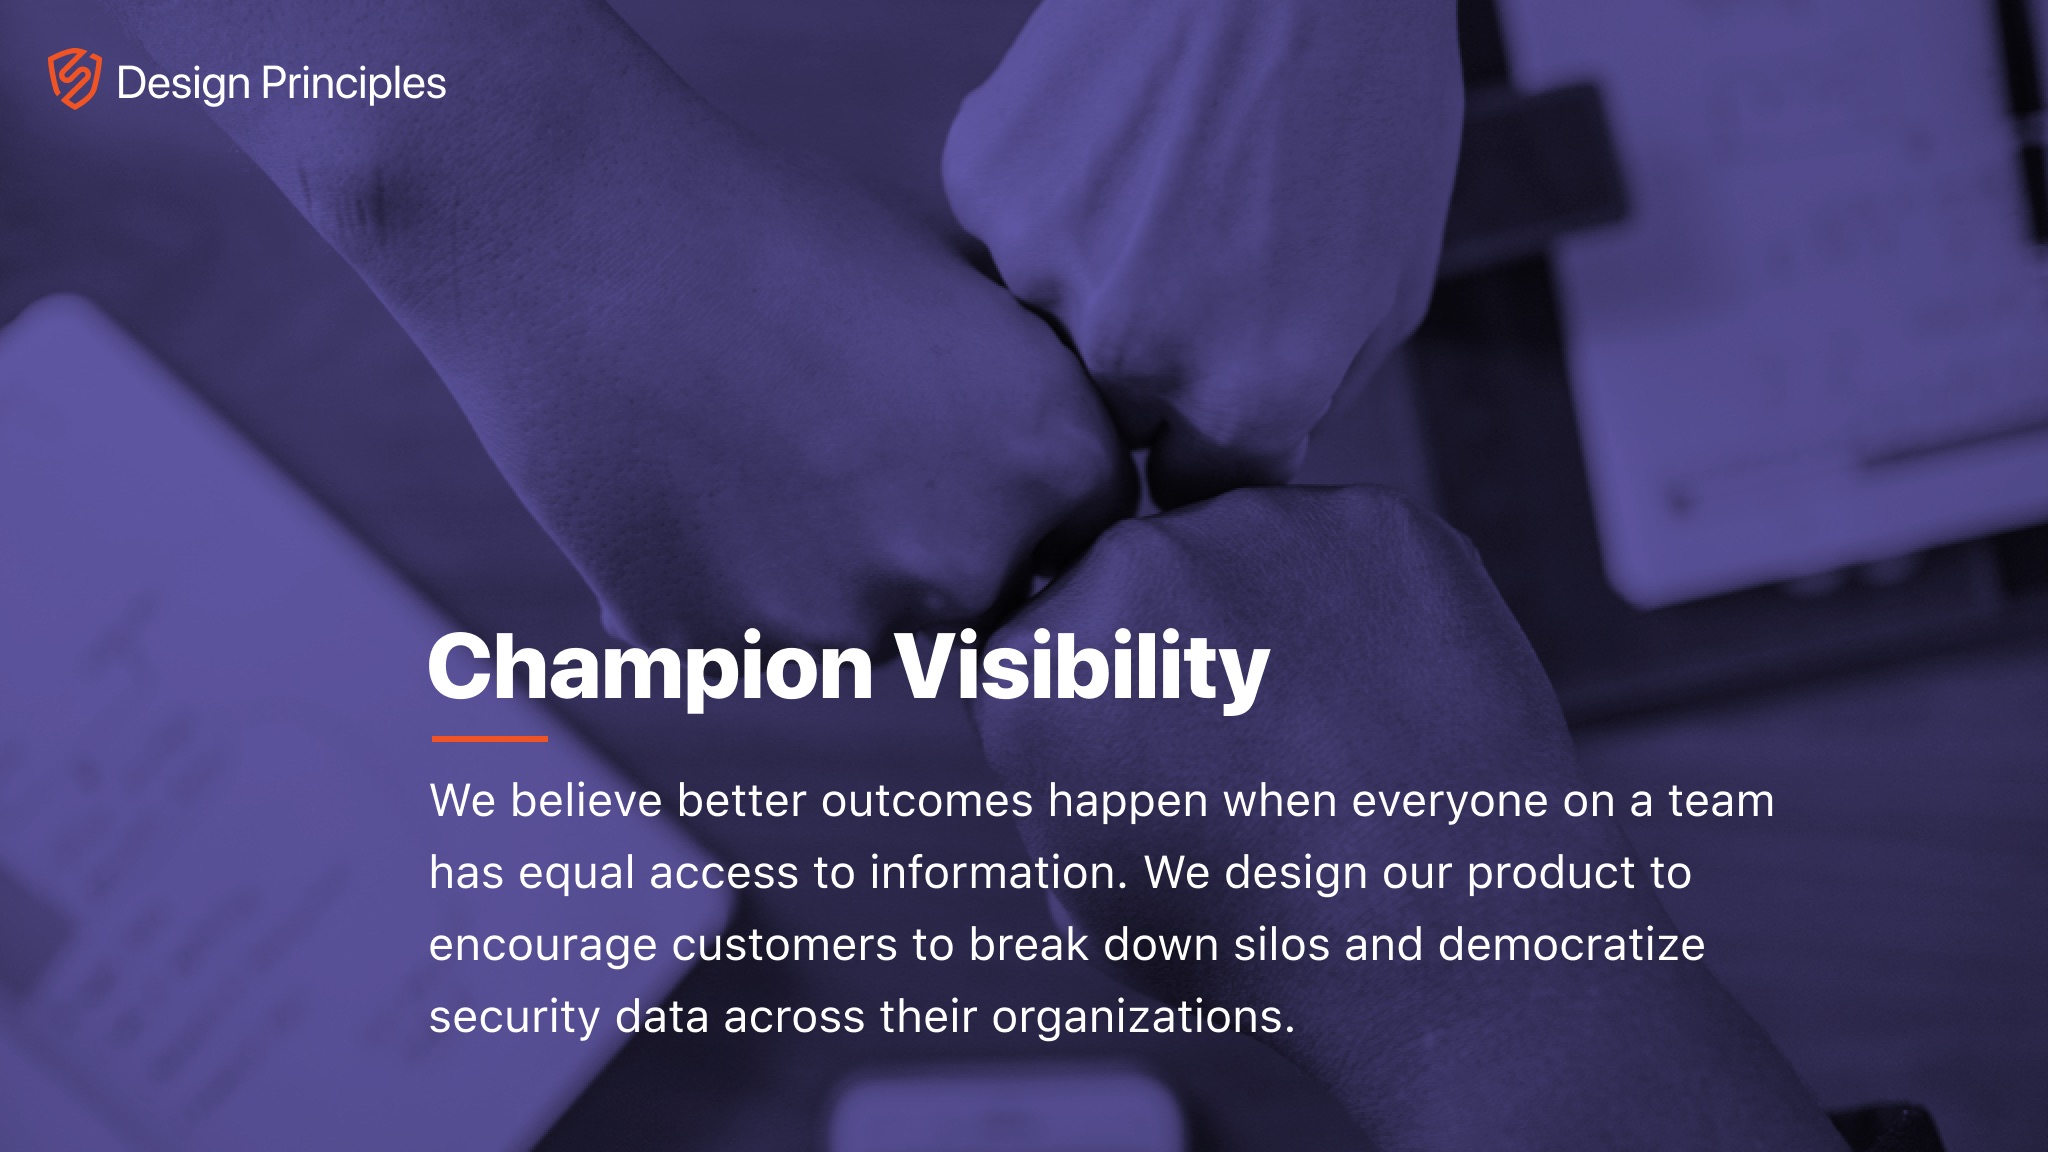 Design Principles
Champion Visibility
We believe better outcomes happen when everyone on a team
has equal access to information. We design our product to
encourage customers to break down silos and democratize
security data across their organizations.